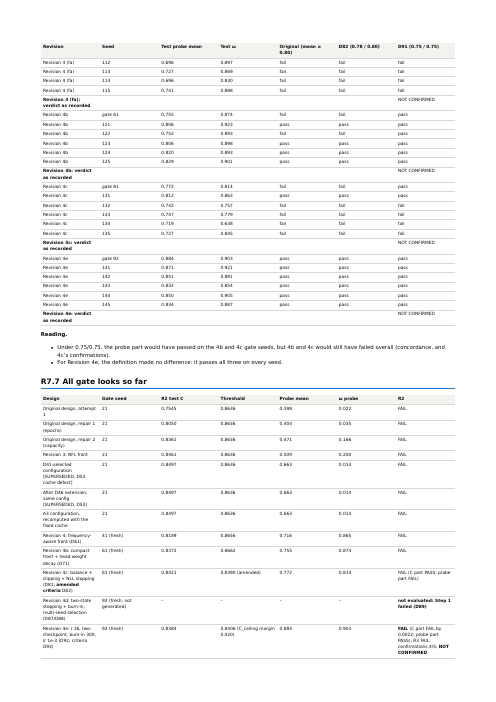 Revision Seed Test probe mean Test ω Original (mean ≥ 0.80) D82 (0.78 / 0.80) D91 (0.75 / 0.75)
Revision 4 (fa) 112 0.696 0.897 fail fail fail
Revision 4 (fa) 113 0.727 0.869 fail fail fail
Revision 4 (fa) 114 0.696 0.830 fail fail fail
Revision 4 (fa) 115 0.741 0.888 fail fail fail
Revision 4 (fa): verdict as recorded NOT CONFIRMED
Revision 4b gate 61 0.755 0.874 fail fail pass
Revision 4b 121 0.806 0.923 pass pass pass
Revision 4b 122 0.752 0.893 fail fail pass
Revision 4b 123 0.806 0.898 pass pass pass
Revision 4b 124 0.820 0.893 pass pass pass
Revision 4b 125 0.829 0.901 pass pass pass
Revision 4b: verdict as recorded NOT CONFIRMED
Revision 4c gate 81 0.772 0.814 fail fail pass
Revision 4c 131 0.812 0.863 pass pass pass
Revision 4c 132 0.742 0.757 fail fail fail
Revision 4c 133 0.747 0.779 fail fail fail
Revision 4c 134 0.719 0.638 fail fail fail
Revision 4c 135 0.727 0.845 fail fail fail
Revision 4c: verdict as recorded NOT CONFIRMED
Revision 4e gate 92 0.884 0.903 pass pass pass
Revision 4e 141 0.871 0.921 pass pass pass
Revision 4e 142 0.851 0.881 pass pass pass
Revision 4e 143 0.832 0.854 pass pass pass
Revision 4e 144 0.850 0.905 pass pass pass
Revision 4e 145 0.834 0.887 pass pass pass
Revision 4e: verdict as recorded NOT CONFIRMED
Reading.
• Under 0.75/0.75, the probe part would have passed on the 4b and 4c gate seeds, but 4b and 4c would still have failed overall (concordance, and
4c's confirmations).
• For Revision 4e, the definition made no difference: it passes all three on every seed.
R7.7 All gate looks so far
Design Gate seed R2 test C Threshold Probe mean ω probe R2
Original design, attempt 1 21 0.7545 0.8636 0.398 0.022 FAIL
Original design, repair 1 (epochs) 21 0.8050 0.8636 0.403 0.035 FAIL
Original design, repair 2 (capacity) 21 0.8361 0.8636 0.471 0.166 FAIL
Revision 3: NFL front 21 0.8461 0.8636 0.509 0.200 FAIL
D41-selected configuration [SUPERSEDED, D53 cache defect] 21 0.8497 0.8636 0.663 0.014 FAIL
After D46 extension, same config [SUPERSEDED, D53] 21 0.8497 0.8636 0.663 0.014 FAIL
A3 configuration, recomputed with the fixed cache 21 0.8497 0.8636 0.663 0.014 FAIL
Revision 4: frequency-aware front (D61) 41 (fresh) 0.8189 0.8656 0.716 0.865 FAIL
Revision 4b: compact front + head weight decay (D71) 61 (fresh) 0.8372 0.8662 0.755 0.874 FAIL
Revision 4c: balance + clipping + NLL stopping (D81; amended criteria D82) 81 (fresh) 0.8421 0.8390 (amended) 0.772 0.814 FAIL (C part PASS; probe part FAIL)
Revision 4d: two-state stopping + burn-in, multi-seed selection (D87/D88) 92 (fresh; not generated) – – – – not evaluated: Step 1 failed (D89)
Revision 4e: r 16, two-checkpoint, burn-in 300, lr 1e-3 (D92; criteria D93) 92 (fresh) 0.8384 0.8406 (C_ceiling margin 0.020) 0.884 0.903 FAIL (C part FAIL by 0.0022; probe part PASS); R3 FAIL, confirmations 4/5; NOT CONFIRMED